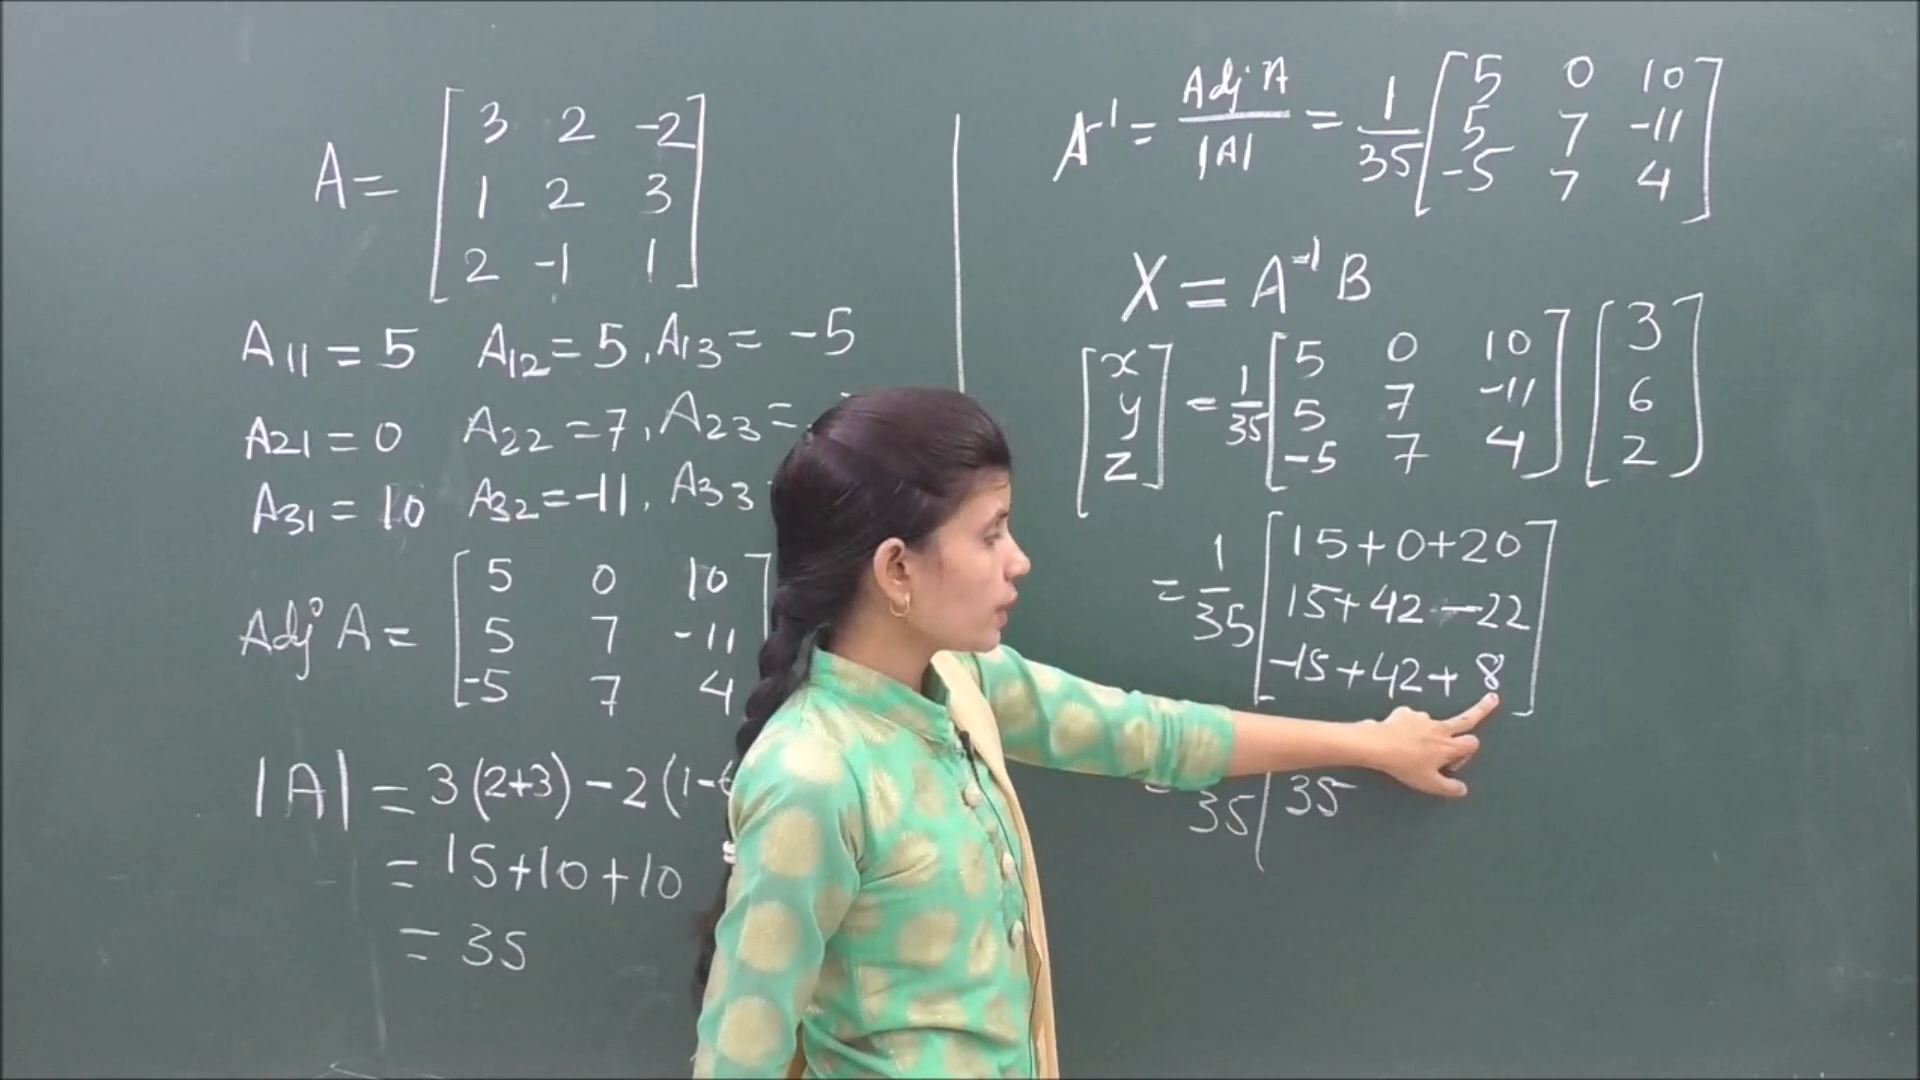 A = [ 3 2 -2
1 2 3
2 -1 1 ]
A11 = 5 A12 = 5, A13 = -5
A21 = 0 A22 = 7, A23 =
A31 = 10 A32 = -11, A33
Adj A = [ 5 0 10
5 7 -11
-5 7 4
|A| = 3(2+3) - 2(1-
= 15+10+10
= 35
A⁻¹ = Adj A / |A| = 1/35 [ 5 0 10
5 7 -11
-5 7 4 ]
X = A⁻¹ B
[ x
y
z ] = 1/35 [ 5 0 10
5 7 -11
-5 7 4 ] [ 3
6
2 ]
= 1/35 [ 15+0+20
15+42-22
-15+42+8 ]
= 35 [ 35